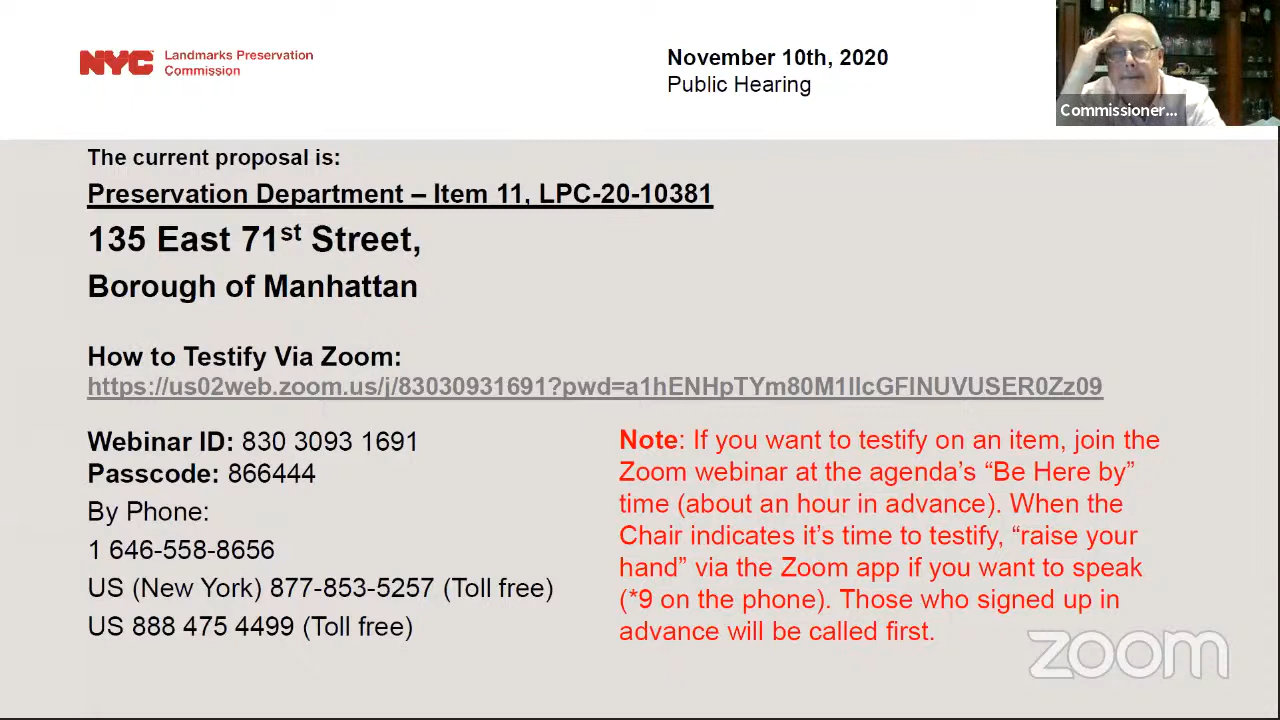 NYC Landmarks Preservation
Commission
November 10th, 2020
Public Hearing
Commissioner...
The current proposal is:
Preservation Department – Item 11, LPC-20-10381
135 East 71st Street,
Borough of Manhattan
How to Testify Via Zoom:
https://us02web.zoom.us/j/83030931691?pwd=a1hENHpTYm80M1lIcGFlNUVUSER0Zz09
Webinar ID: 830 3093 1691
Passcode: 866444
By Phone:
1 646-558-8656
US (New York) 877-853-5257 (Toll free)
US 888 475 4499 (Toll free)
Note: If you want to testify on an item, join the
Zoom webinar at the agenda’s “Be Here by”
time (about an hour in advance). When the
Chair indicates it’s time to testify, “raise your
hand” via the Zoom app if you want to speak
(*9 on the phone). Those who signed up in
advance will be called first.
zoom